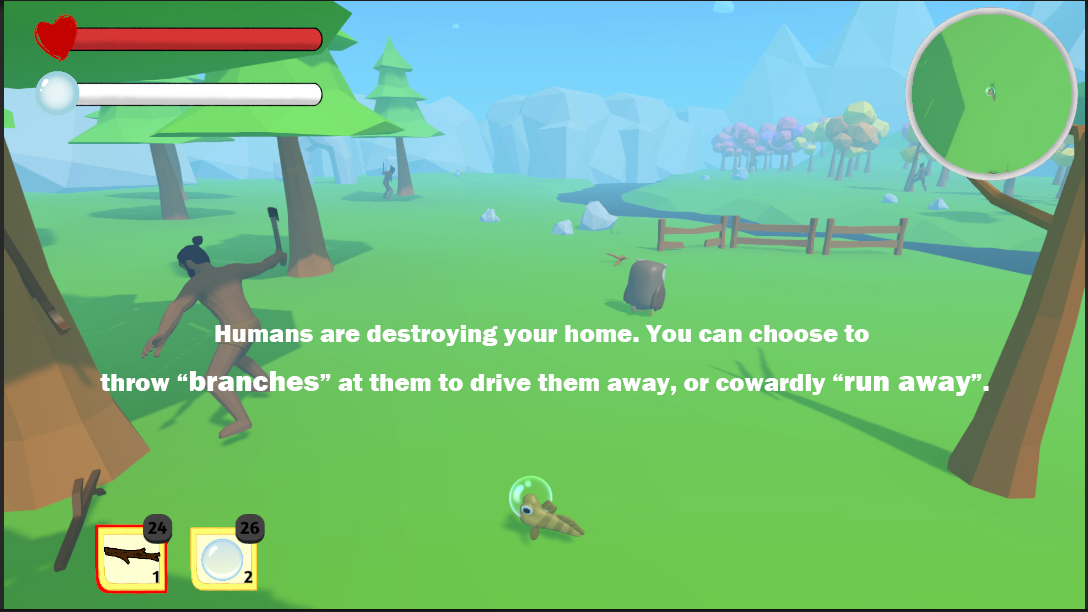 Humans are destroying your home. You can choose to
throw “branches” at them to drive them away, or cowardly “run away”.
24
26
1
2